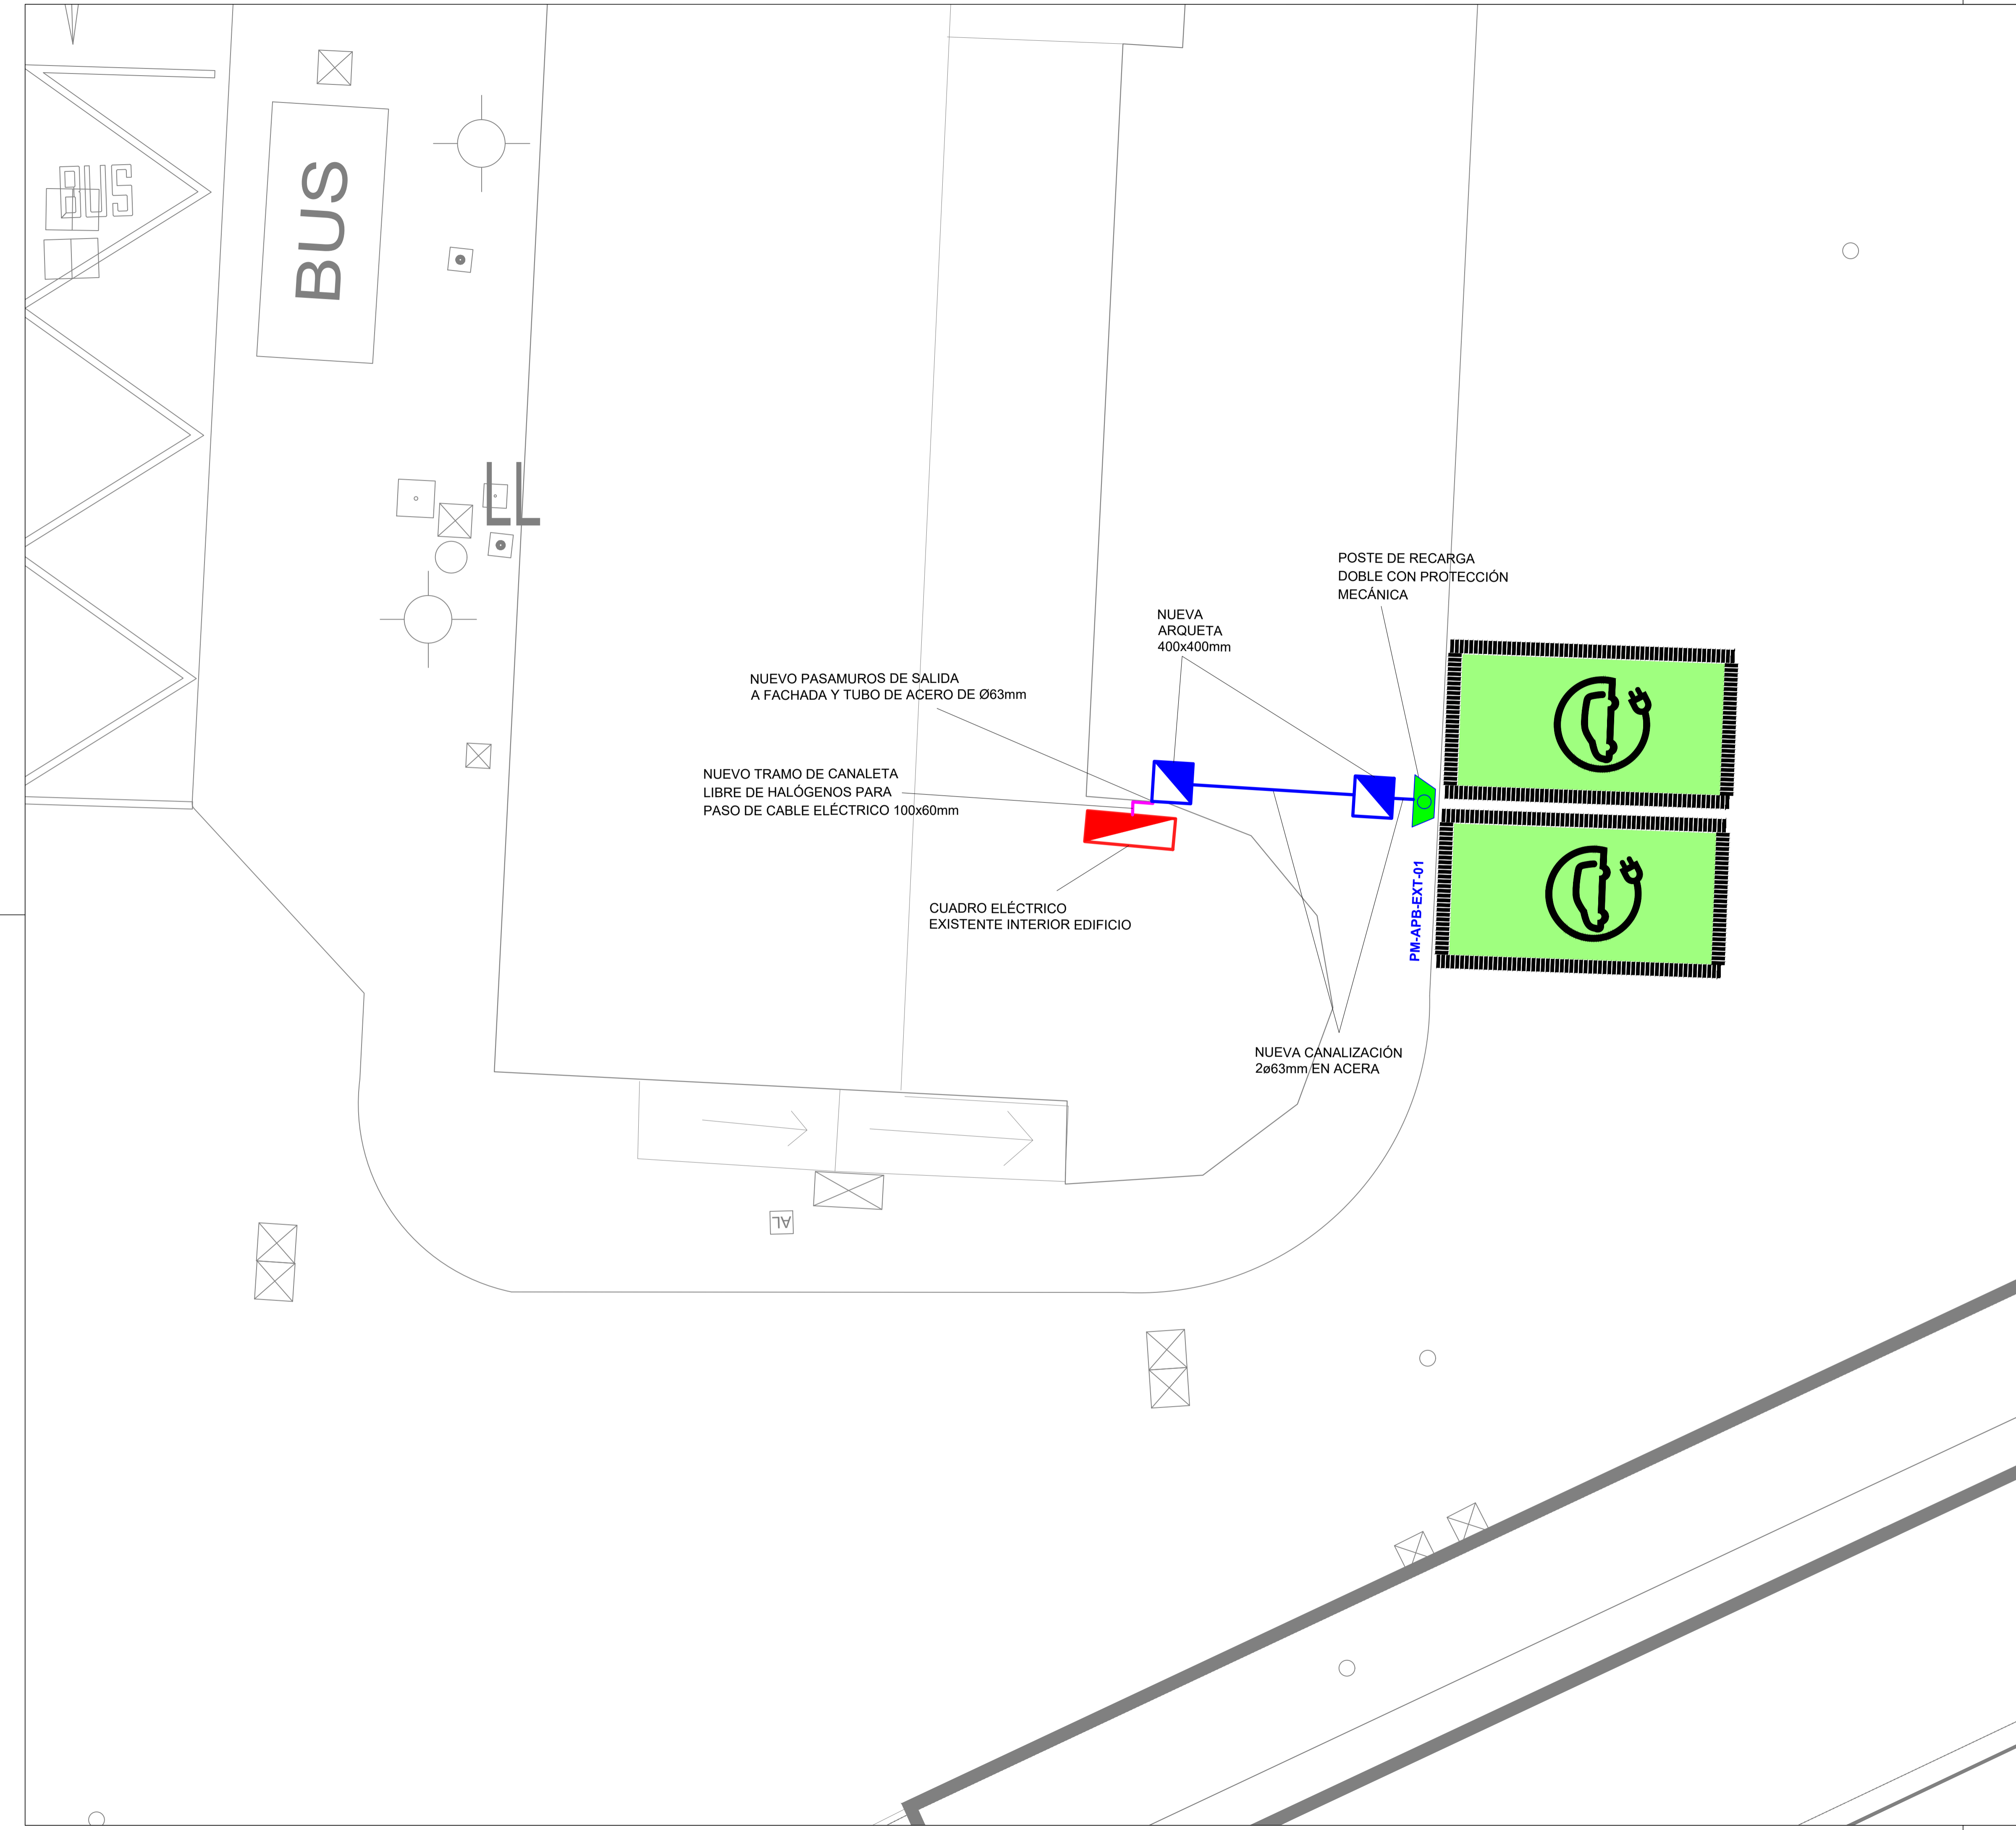 BUS
BUS
LL
POSTE DE RECARGA
DOBLE CON PROTECCIÓN
MECÁNICA
NUEVA
ARQUETA
400x400mm
NUEVO PASAMUROS DE SALIDA
A FACHADA Y TUBO DE ACERO DE Ø63mm
NUEVO TRAMO DE CANALETA
LIBRE DE HALÓGENOS PARA
PASO DE CABLE ELÉCTRICO 100x60mm
CUADRO ELÉCTRICO
EXISTENTE INTERIOR EDIFICIO
PM-APB-EXT-01
NUEVA CANALIZACIÓN
2ø63mm EN ACERA
AL